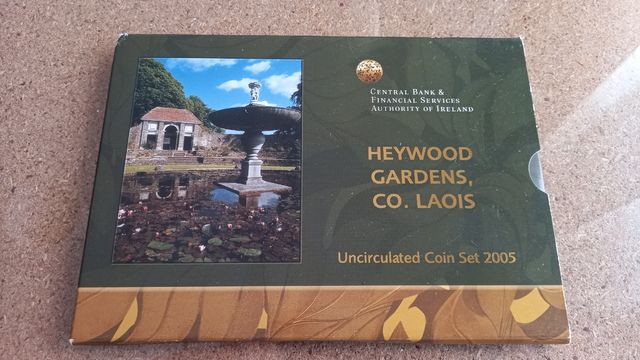 CENTRAL BANK &
FINANCIAL SERVICES
AUTHORITY OF IRELAND
HEYWOOD
GARDENS,
CO. LAOIS
Uncirculated Coin Set 2005